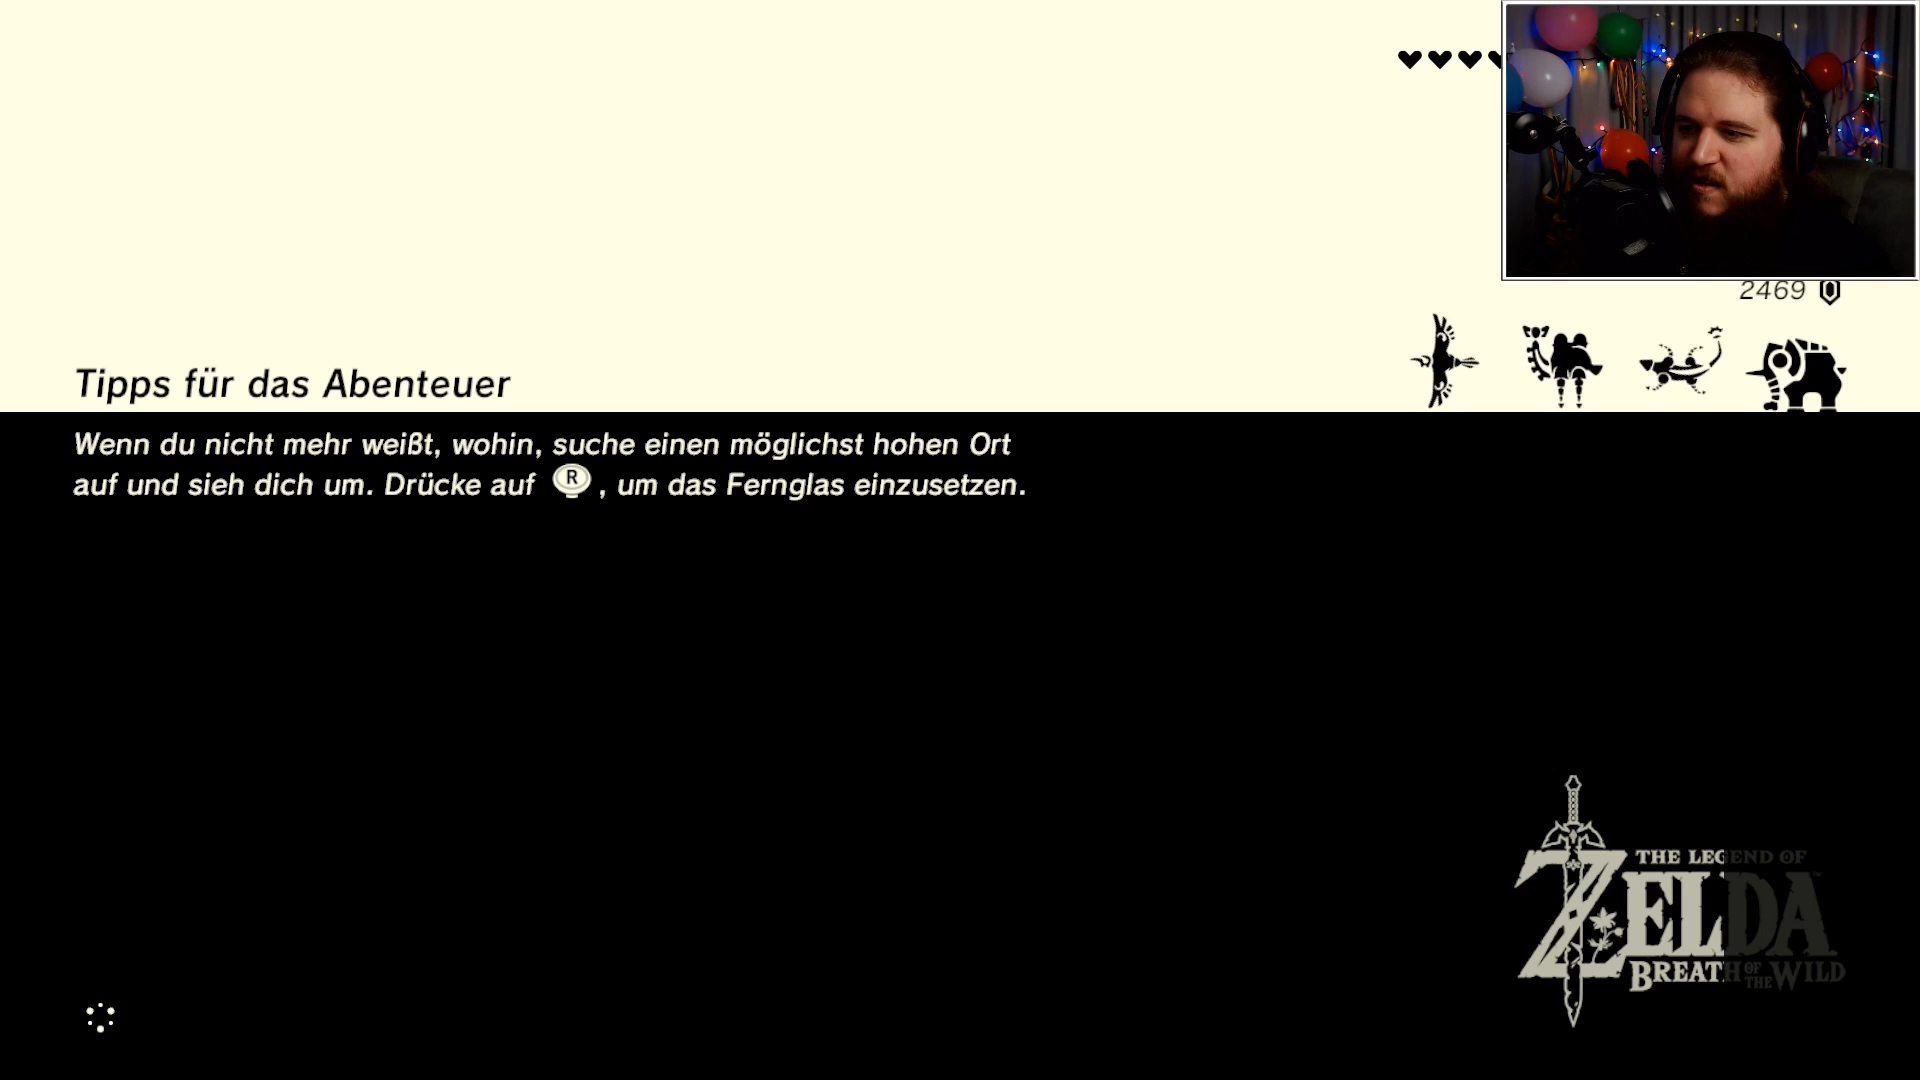 2469
Tipps für das Abenteuer
Wenn du nicht mehr weißt, wohin, suche einen möglichst hohen Ort
auf und sieh dich um. Drücke auf R, um das Fernglas einzusetzen.
THE LEGEND OF
ZELDA
BREATH OF THE WILD